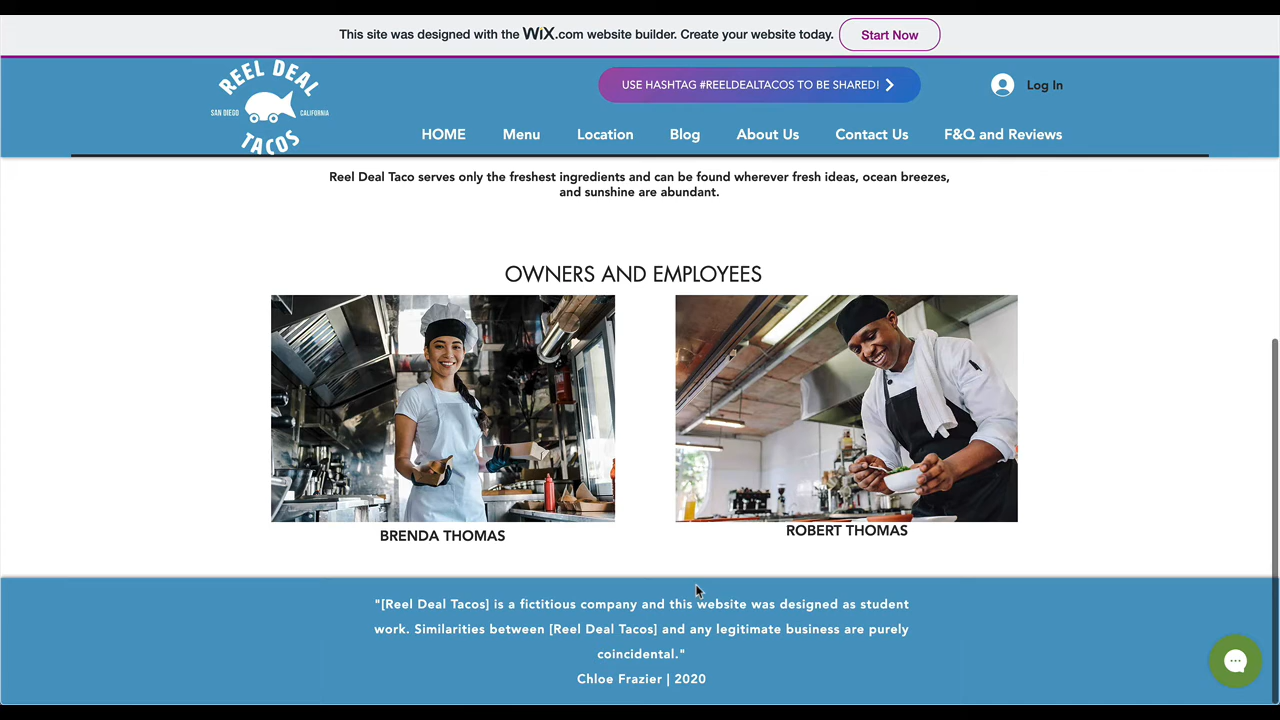 This site was designed with the WiX.com website builder. Create your website today.
Start Now
REEL DEAL
SAN DIEGO
CALIFORNIA
TACOS
USE HASHTAG #REELDEALTACOS TO BE SHARED!
Log In
HOME
Menu
Location
Blog
About Us
Contact Us
F&Q and Reviews
Reel Deal Taco serves only the freshest ingredients and can be found wherever fresh ideas, ocean breezes,
and sunshine are abundant.
OWNERS AND EMPLOYEES
BRENDA THOMAS
ROBERT THOMAS
"[Reel Deal Tacos] is a fictitious company and this website was designed as student
work. Similarities between [Reel Deal Tacos] and any legitimate business are purely
coincidental."
Chloe Frazier | 2020